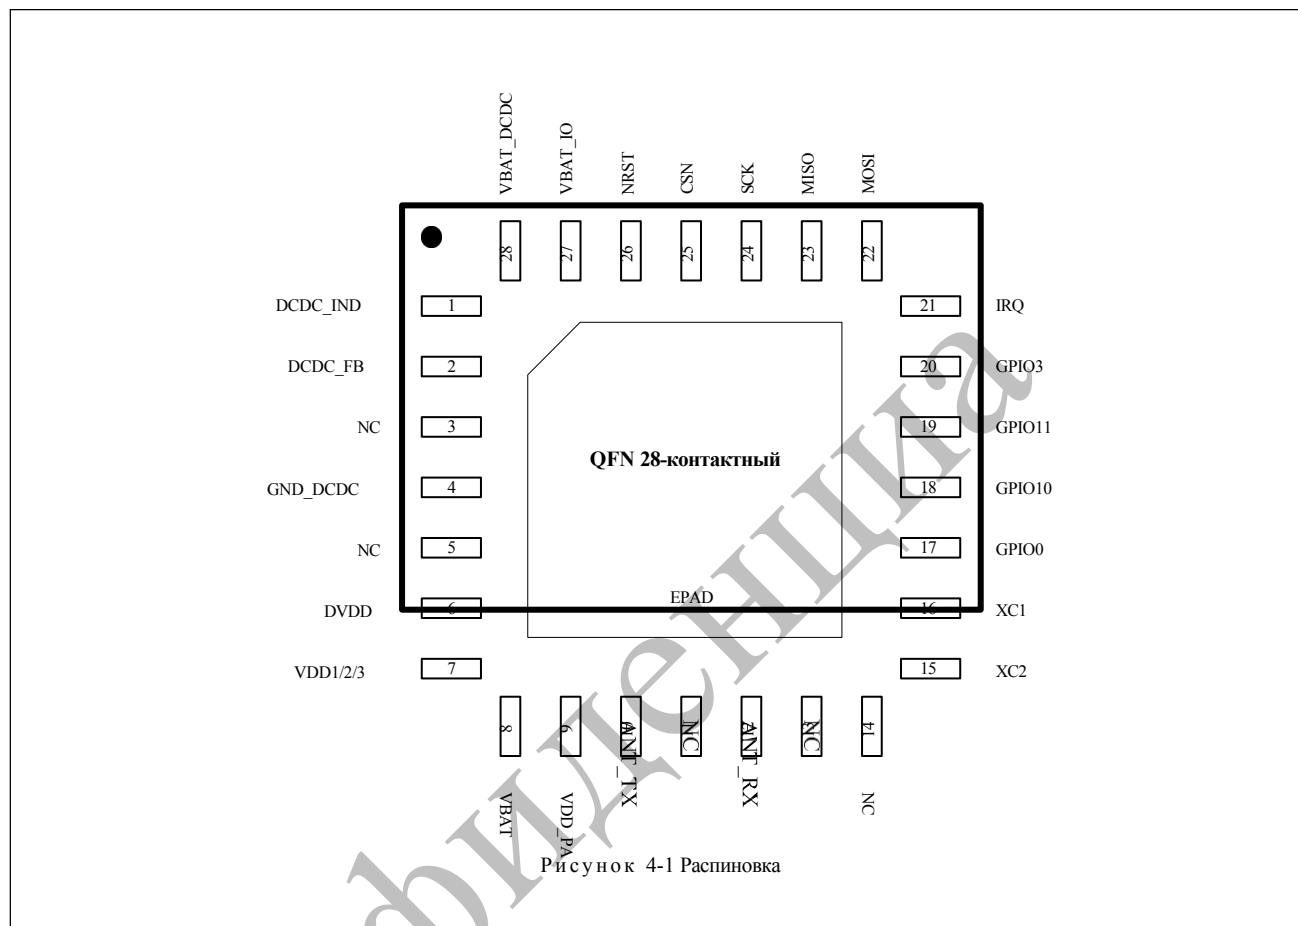 VBAT_DCDC
VBAT_IO
NRST
CSN
SCK
MISO
MOSI
28
27
26
25
24
23
22
DCDC_IND
1
21
IRQ
DCDC_FB
2
20
GPIO3
NC
3
19
GPIO11
QFN 28-контактный
GND_DCDC
4
18
GPIO10
NC
5
17
GPIO0
EPAD
DVDD
6
16
XC1
VDD1/2/3
7
15
XC2
8
9
ANT_TX
NC
ANT_RX
NC
14
VBAT
VDD_PA
NC
Рисунок 4-1 Распиновка
фиденциа